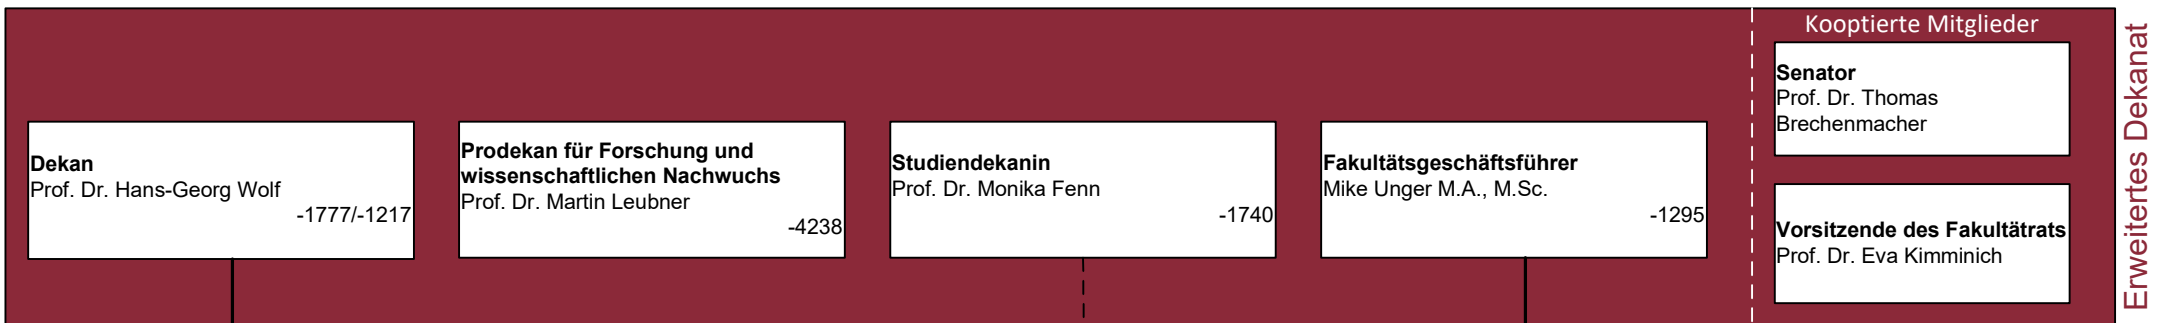 Kooptierte Mitglieder
Dekan
Prof. Dr. Hans-Georg Wolf
-1777/-1217
Prodekan für Forschung und
wissenschaftlichen Nachwuchs
Prof. Dr. Martin Leubner
-4238
Studiendekanin
Prof. Dr. Monika Fenn
-1740
Fakultätsgeschäftsführer
Mike Unger M.A., M.Sc.
-1295
Senator
Prof. Dr. Thomas
Brechenmacher
Vorsitzende des Fakultätrats
Prof. Dr. Eva Kimminich
Erweitertes Dekanat